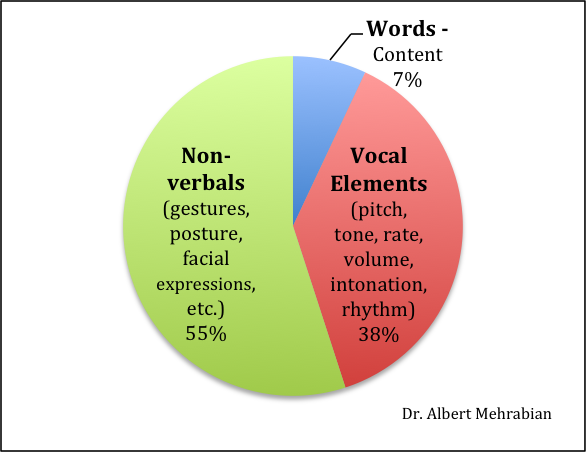 Words -
Content
7%
Non-
verbals
(gestures,
posture,
facial
expressions,
etc.)
55%
Vocal
Elements
(pitch,
tone, rate,
volume,
intonation,
rhythm)
38%
Dr. Albert Mehrabian